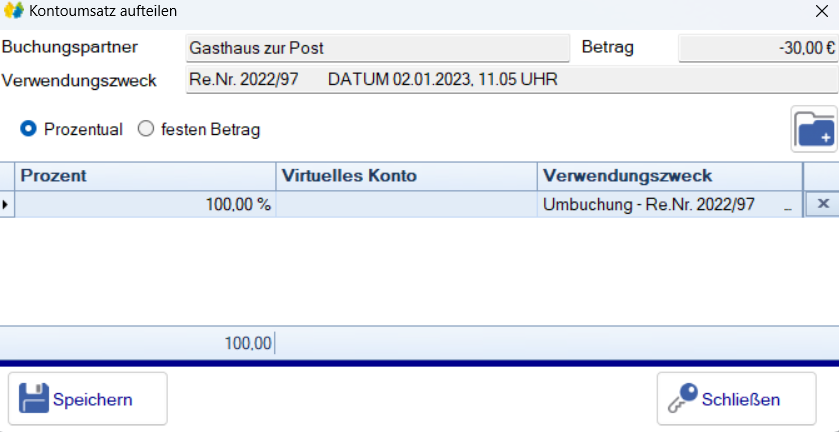 Kontoumsatz aufteilen
Buchungspartner Gasthaus zur Post Betrag -30,00 €
Verwendungszweck Re.Nr. 2022/97 DATUM 02.01.2023, 11.05 UHR
Prozentual festen Betrag
Prozent Virtuelles Konto Verwendungszweck
100,00 % Umbuchung - Re.Nr. 2022/97 ...
100,00
Speichern Schließen